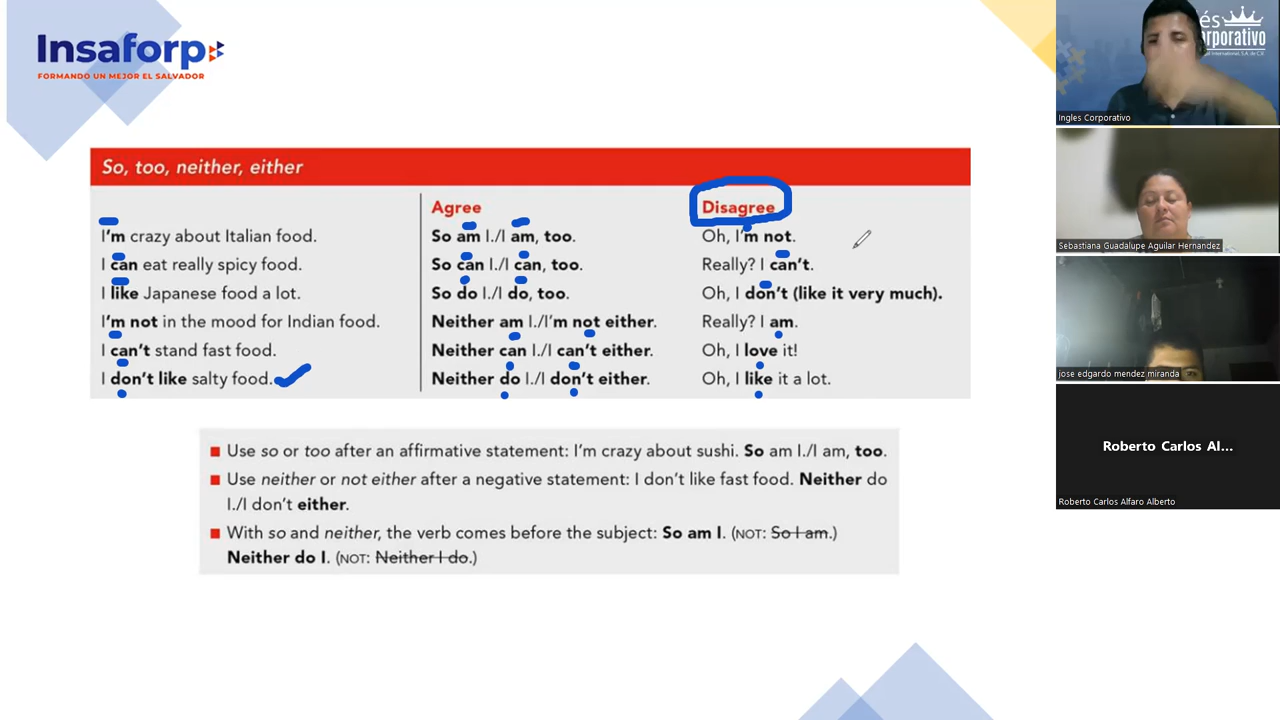 Insaforp
FORMANDO UN MEJOR EL SALVADOR
So, too, neither, either
Agree
Disagree
I'm crazy about Italian food.
So am I./I am, too.
Oh, I'm not.
I can eat really spicy food.
So can I./I can, too.
Really? I can't.
I like Japanese food a lot.
So do I./I do, too.
Oh, I don't (like it very much).
I'm not in the mood for Indian food.
Neither am I./I'm not either.
Really? I am.
I can't stand fast food.
Neither can I./I can't either.
Oh, I love it!
I don't like salty food.
Neither do I./I don't either.
Oh, I like it a lot.
■ Use so or too after an affirmative statement: I'm crazy about sushi. So am I./I am, too.
■ Use neither or not either after a negative statement: I don't like fast food. Neither do
I./I don't either.
■ With so and neither, the verb comes before the subject: So am I. (NOT: So I am.)
Neither do I. (NOT: Neither I do.)
és
orporativo
Ingles Corporativo
Sebastiana Guadalupe Aguilar Hernandez
jose edgardo mendez miranda
Roberto Carlos Al...
Roberto Carlos Alfaro Alberto